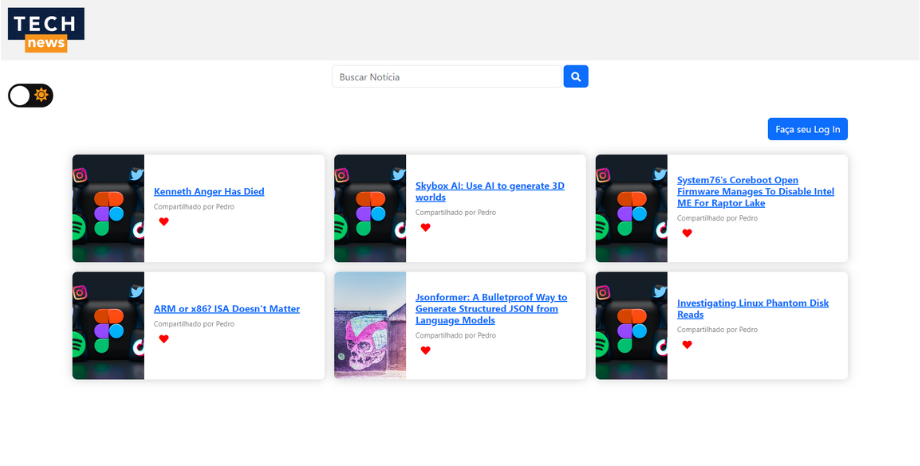 TECH
news
Buscar Notícia
Faça seu Log In
Kenneth Anger Has Died
Compartilhado por Pedro
Skybox AI: Use AI to generate 3D
worlds
Compartilhado por Pedro
System76's Coreboot Open
Firmware Manages To Disable Intel
ME For Raptor Lake
Compartilhado por Pedro
ARM or x86? ISA Doesn't Matter
Compartilhado por Pedro
Jsonformer: A Bulletproof Way to
Generate Structured JSON from
Language Models
Compartilhado por Pedro
Investigating Linux Phantom Disk
Reads
Compartilhado por Pedro